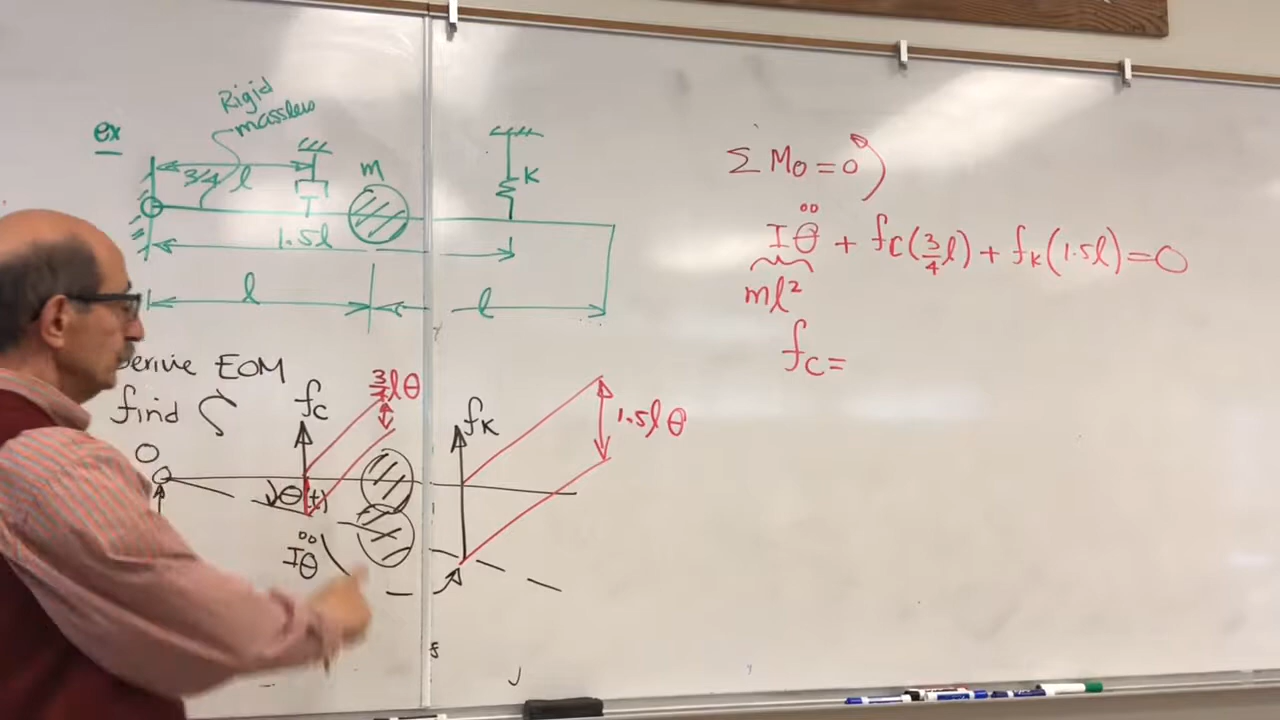 ex
Rigid
massless
3/4 l
m
K
1.5l
l
l
Derive EOM
find ζ
fc
3/4 lθ
fK
1.5lθ
O
θ(t)
Iθ̈
ΣMO = 0
Iθ̈ + fc(3/4 l) + fk(1.5l) = 0
ml²
fc =